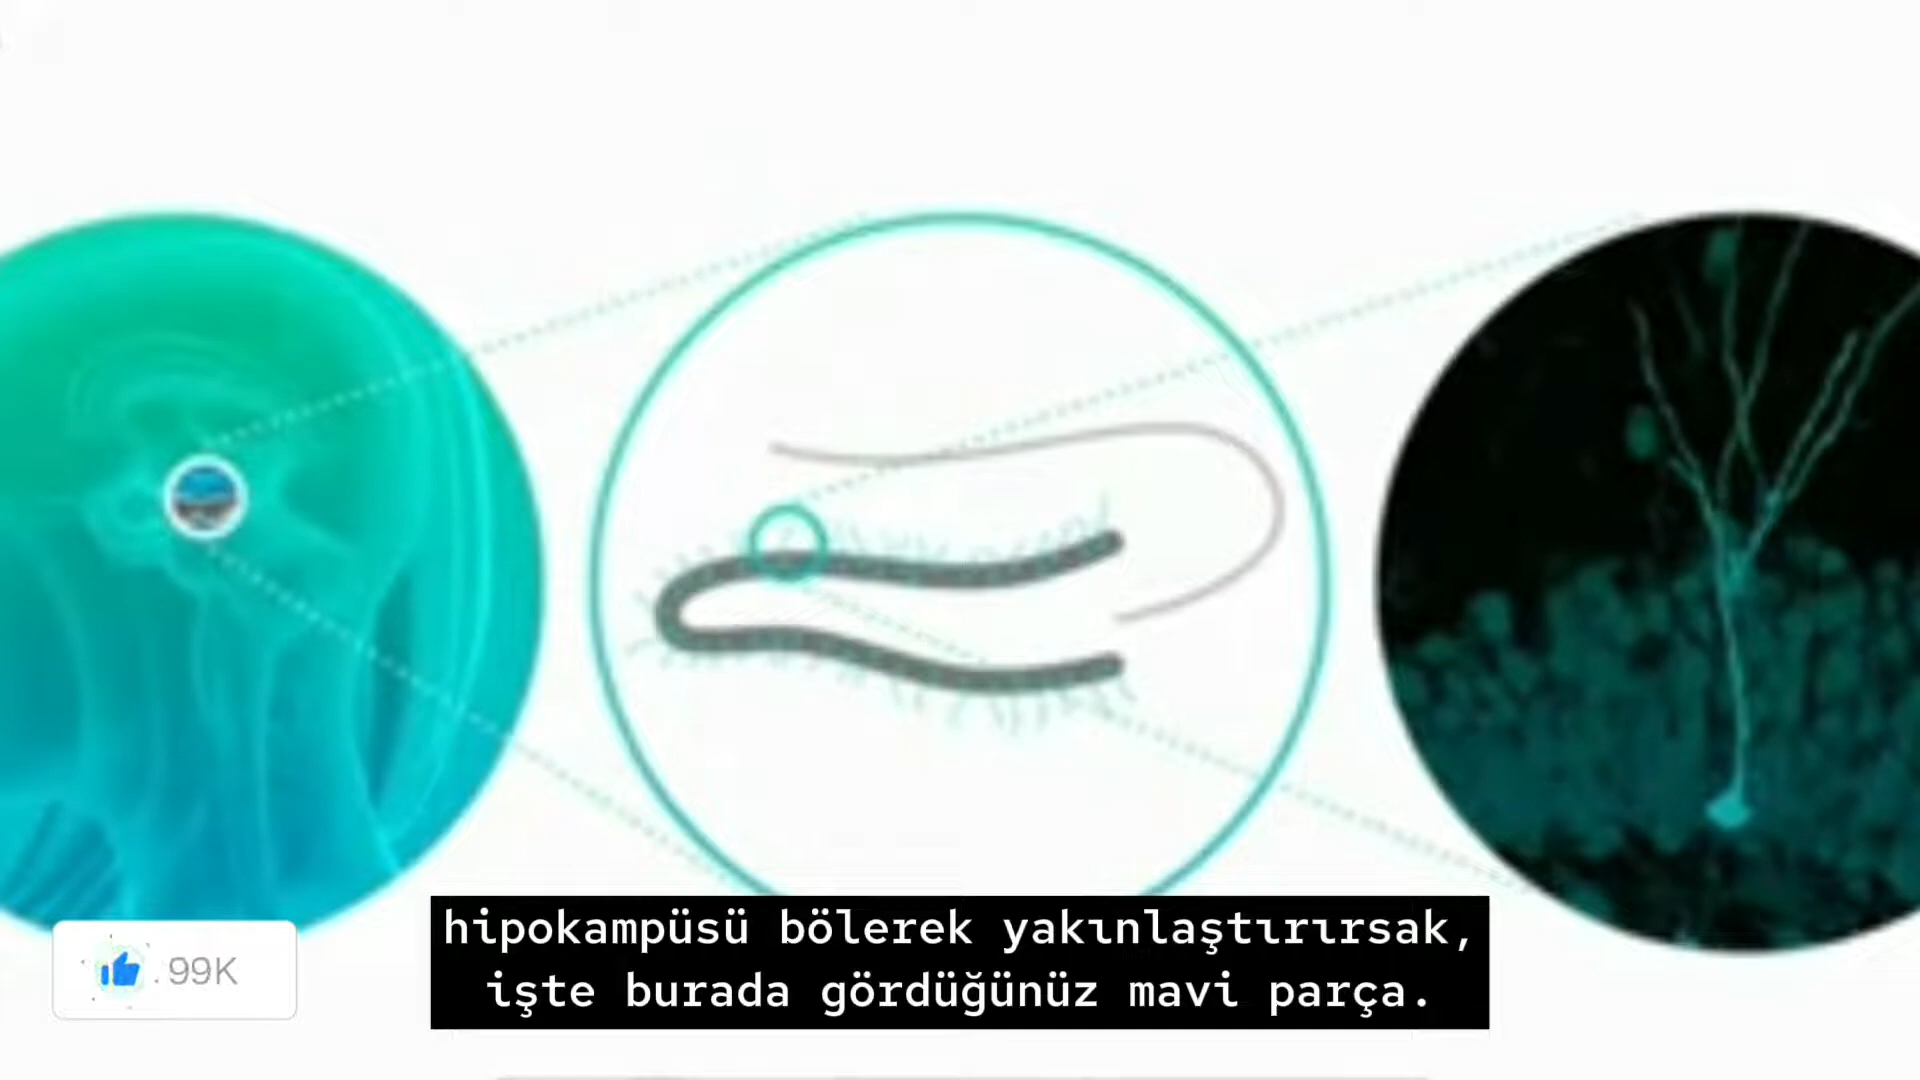 hipokampüsü bölerek yakınlaştırırsak,
işte burada gördüğünüz mavi parça.
.99K